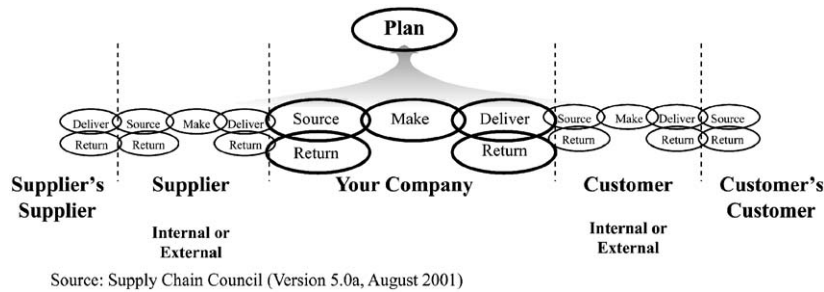 Plan
Deliver Source Make Deliver Source Make Deliver Source Make Deliver Source
Return Return Return Return Return Return Return Return
Supplier's Supplier Your Company Customer Customer's
Supplier Customer
Internal or Internal or
External External
Source: Supply Chain Council (Version 5.0a, August 2001)